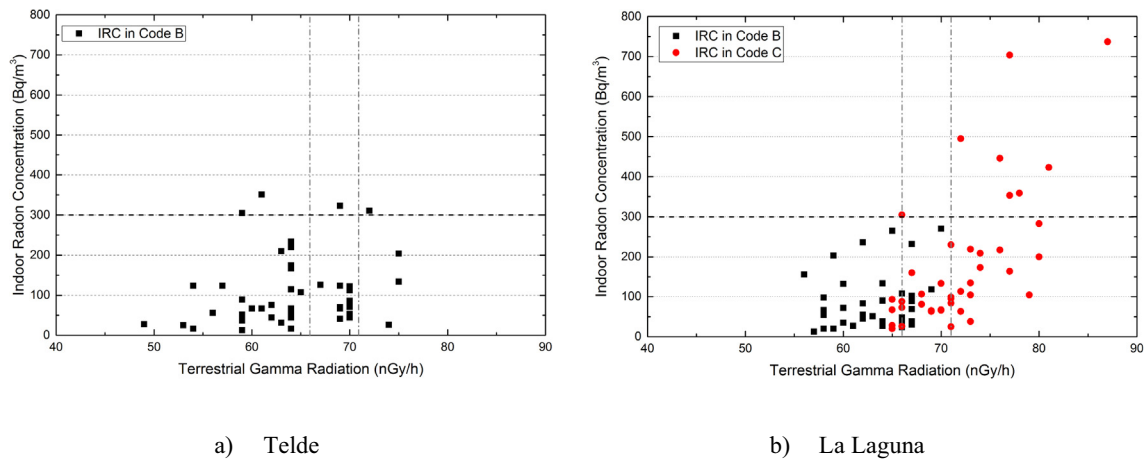 IRC in Code B
800
700
600
500
400
300
200
100
0
Indoor Radon Concentration (Bq/m³)
40 50 60 70 80 90
Terrestrial Gamma Radiation (nGy/h)
a) Telde
IRC in Code B
IRC in Code C
800
700
600
500
400
300
200
100
0
Indoor Radon Concentration (Bq/m³)
40 50 60 70 80 90
Terrestrial Gamma Radiation (nGy/h)
b) La Laguna